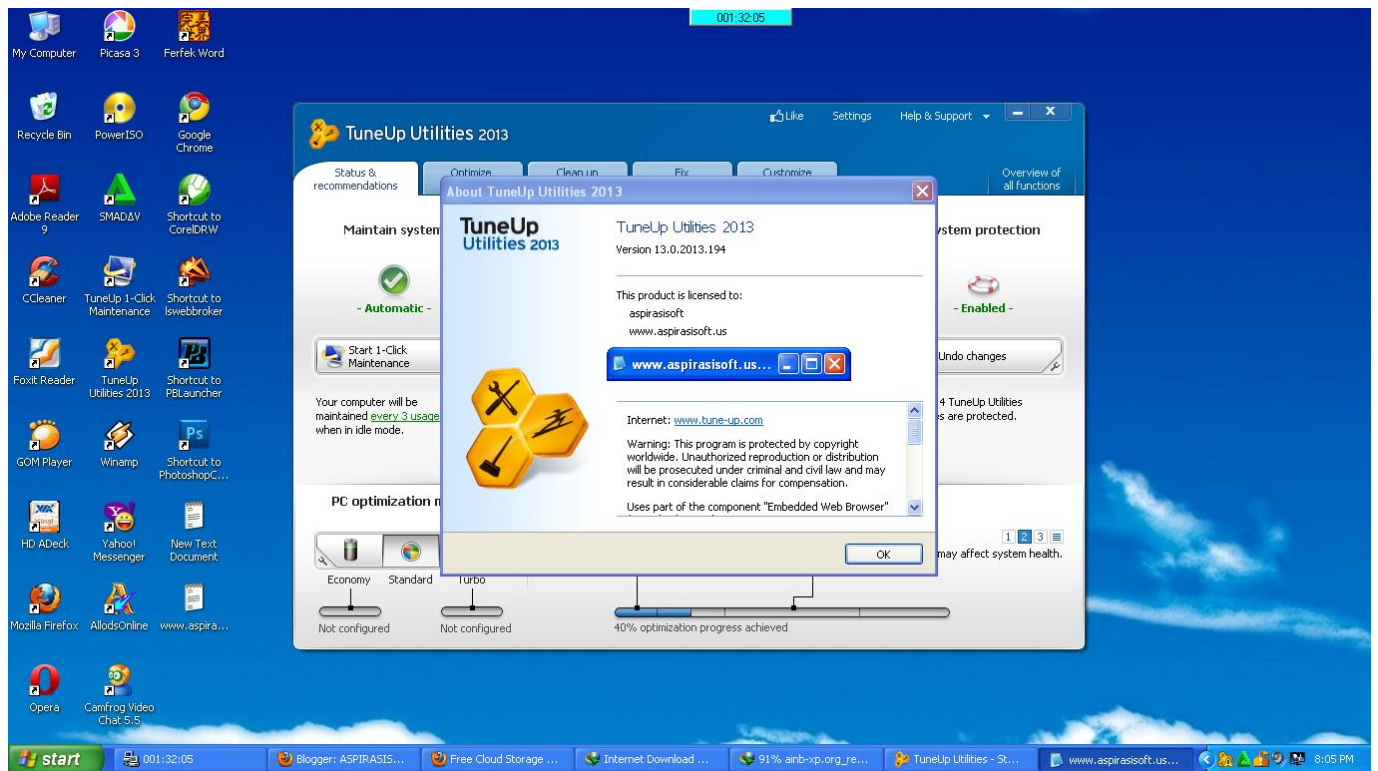 001:32:05
My Computer
Picasa 3
Ferfek Word
Recycle Bin
PowerISO
Google
Chrome
Adobe Reader
9
SMADΔV
Shortcut to
CorelDRW
CCleaner
TuneUp 1-Click
Maintenance
Shortcut to
lswebbroker
Foxit Reader
TuneUp
Utilities 2013
Shortcut to
PBLauncher
GOM Player
Winamp
Shortcut to
PhotoshopC...
HD ADeck
Yahoo!
Messenger
New Text
Document
Mozilla Firefox
AllodsOnline
www.aspira...
Opera
Camfrog Video
Chat 5.5
TuneUp Utilities 2013
Like
Settings
Help & Support
Status &
recommendations
Optimize
Clean up
Fix
Customize
Overview of
all functions
Maintain system
- Automatic -
Start 1-Click
Maintenance
Your computer will be
maintained every 3 usage
when in idle mode.
About TuneUp Utilities 2013
TuneUp
Utilities 2013
TuneUp Utilities 2013
Version 13.0.2013.194
This product is licensed to:
aspirasisoft
www.aspirasisoft.us
www.aspirasisoft.us...
Internet: www.tune-up.com
Warning: This program is protected by copyright
worldwide. Unauthorized reproduction or distribution
will be prosecuted under criminal and civil law and may
result in considerable claims for compensation.
Uses part of the component "Embedded Web Browser"
OK
system protection
- Enabled -
Undo changes
4 TuneUp Utilities
are protected.
PC optimization
1 2 3
may affect system health.
Economy
Standard
Turbo
Not configured
Not configured
40% optimization progress achieved
start
001:32:05
Blogger: ASPIRASIS...
Free Cloud Storage ...
Internet Download ...
91% ainb-xp.org_re...
TuneUp Utilities - St...
www.aspirasisoft.us...
8:05 PM